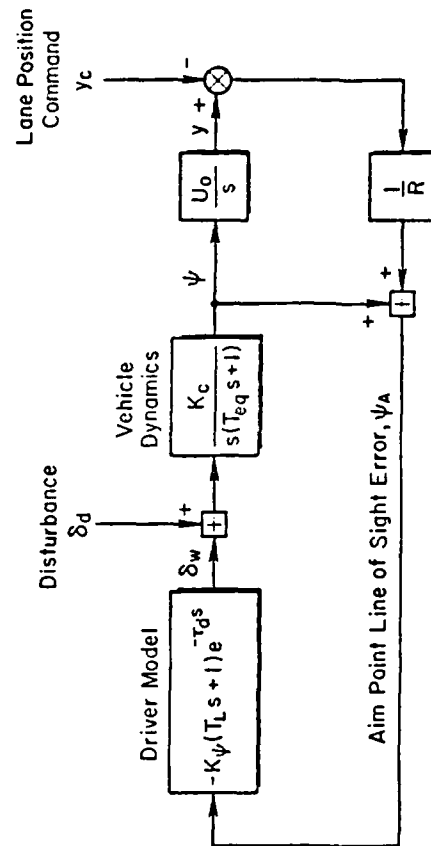 Lane Position
Command
y_c
-
+
y
U_o
s
1
R
+
+
+
ψ
Vehicle
Dynamics
K_c
s(T_eq s + 1)
Disturbance
δ_d
+
+
δ_w
Driver Model
-K_ψ(T_L s + 1) e^{-τ_d s}
Aim Point Line of Sight Error, ψ_A